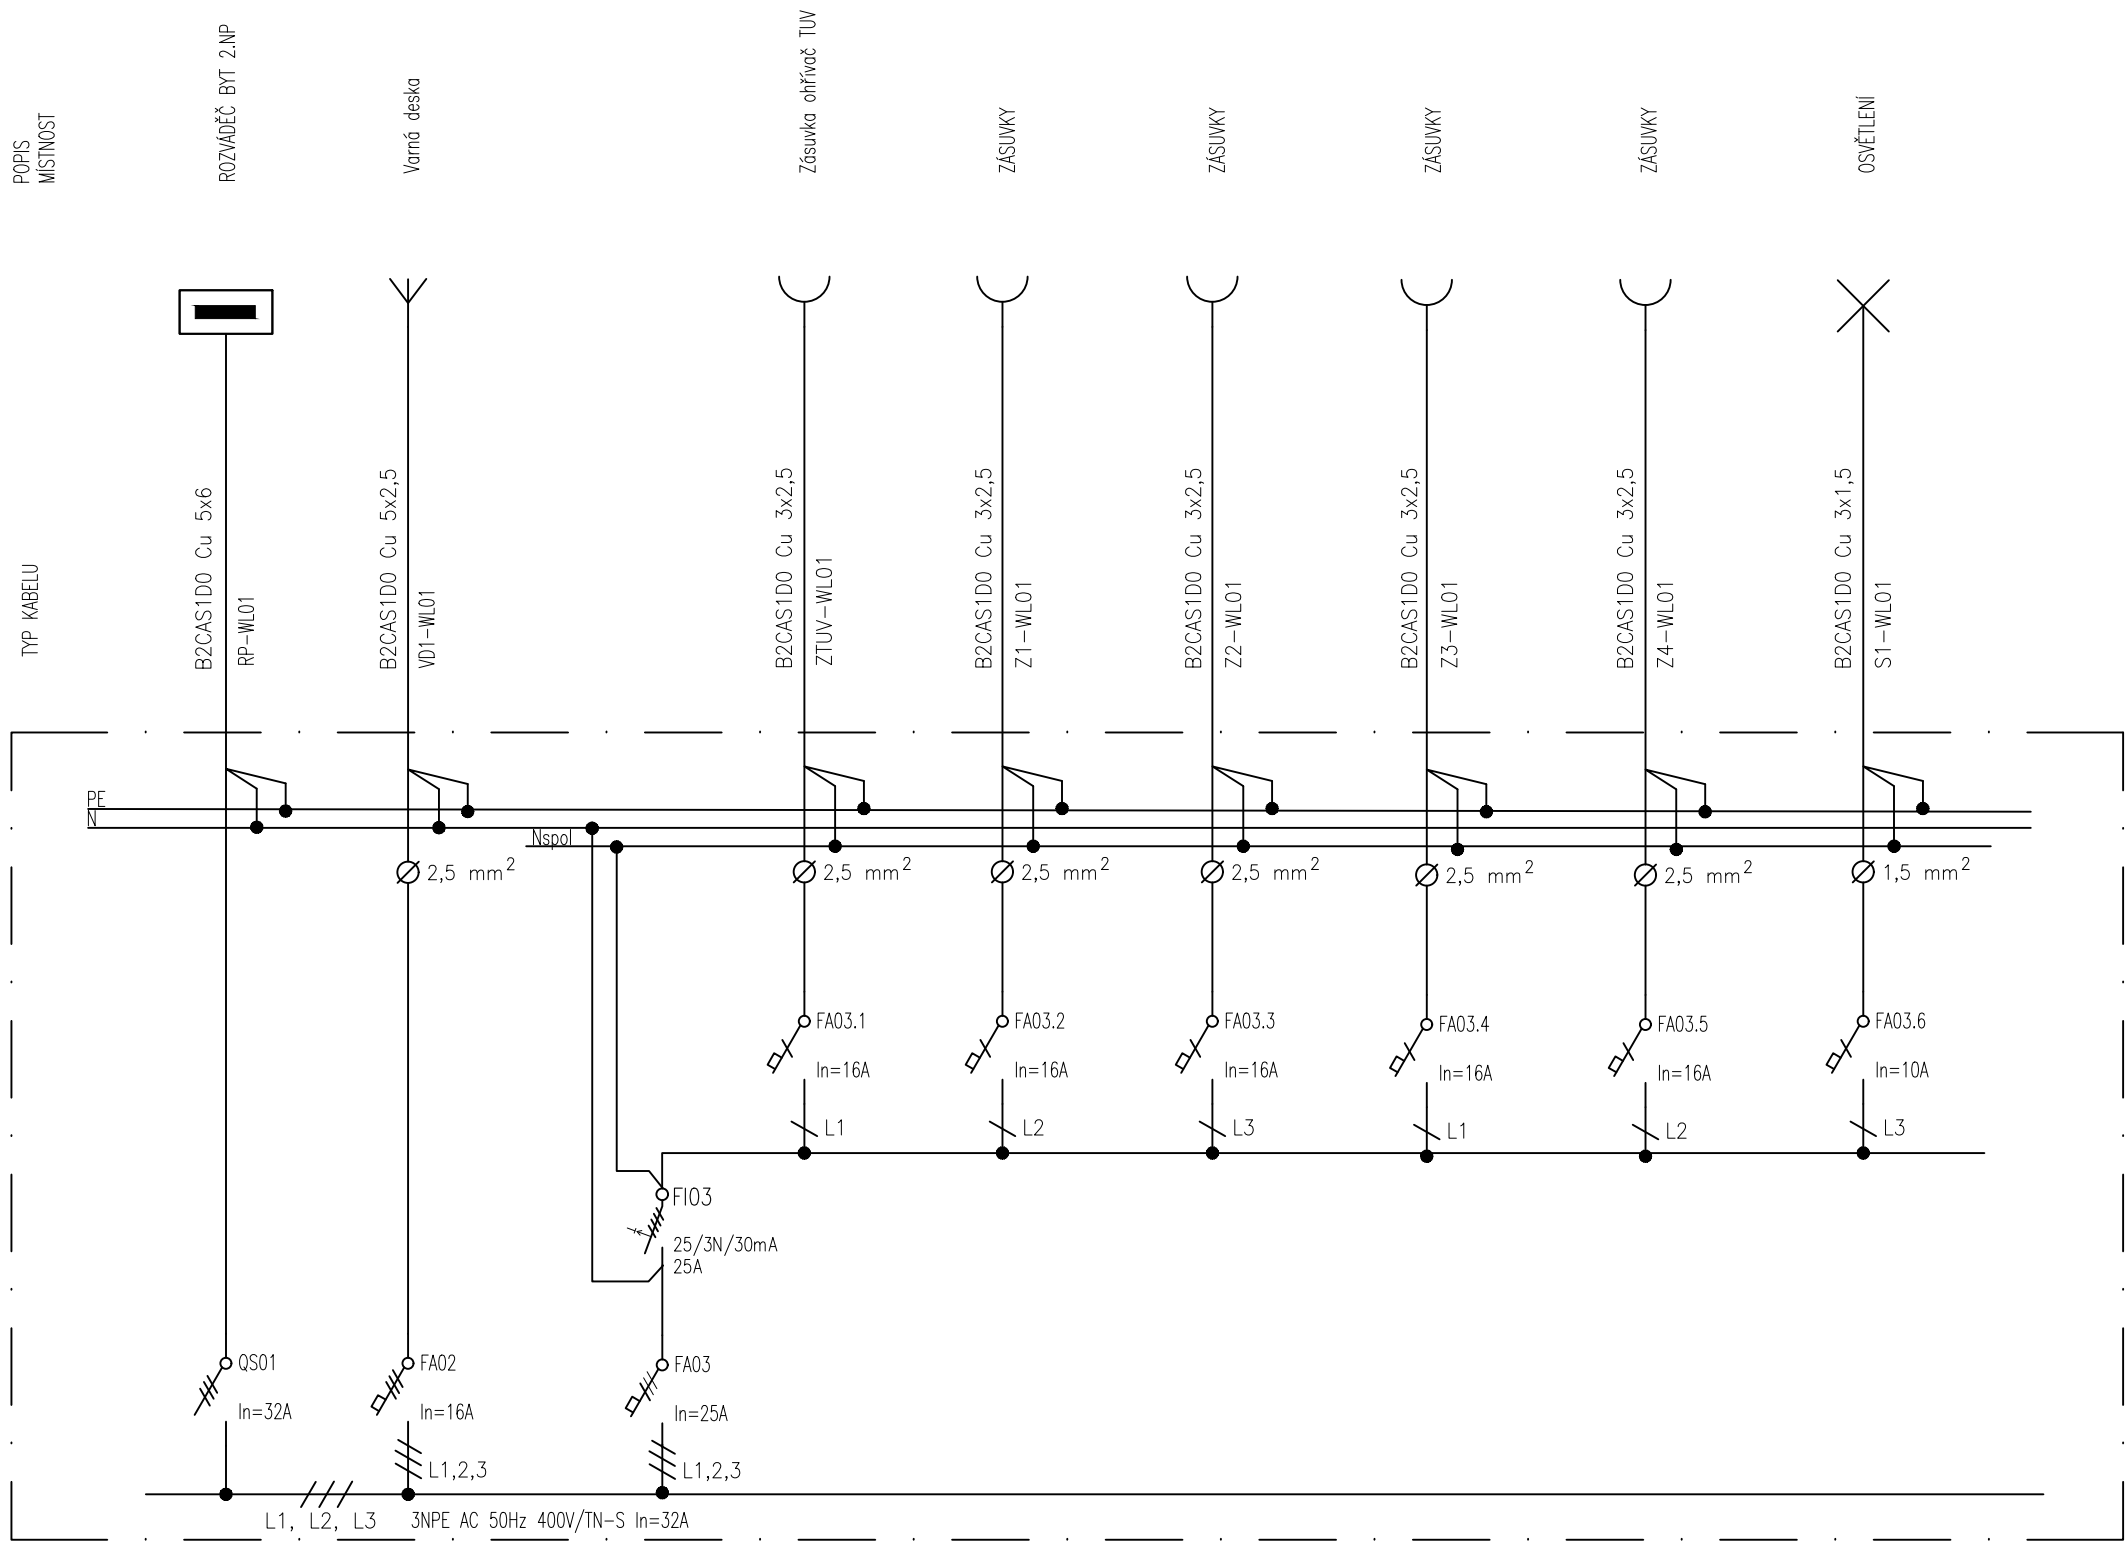 POPIS
MÍSTNOST
ROZVÁDĚČ BYT 2.NP
Varná deska
Zásuvka ohřívač TUV
ZÁSUVKY
ZÁSUVKY
ZÁSUVKY
ZÁSUVKY
OSVĚTLENÍ
TYP KABELU
B2CAS1D0 Cu 5x6
RP-WL01
B2CAS1D0 Cu 5x2,5
VD1-WL01
B2CAS1D0 Cu 3x2,5
ZTUV-WL01
B2CAS1D0 Cu 3x2,5
Z1-WL01
B2CAS1D0 Cu 3x2,5
Z2-WL01
B2CAS1D0 Cu 3x2,5
Z3-WL01
B2CAS1D0 Cu 3x2,5
Z4-WL01
B2CAS1D0 Cu 3x1,5
S1-WL01
PE
N
Nspol
2,5 mm²
2,5 mm²
2,5 mm²
2,5 mm²
2,5 mm²
2,5 mm²
1,5 mm²
FA03.1
In=16A
FA03.2
In=16A
FA03.3
In=16A
FA03.4
In=16A
FA03.5
In=16A
FA03.6
In=10A
L1
L2
L3
L1
L2
L3
FI03
25/3N/30mA
25A
QS01
In=32A
FA02
In=16A
FA03
In=25A
L1,2,3
L1,2,3
L1, L2, L3 3NPE AC 50Hz 400V/TN-S In=32A